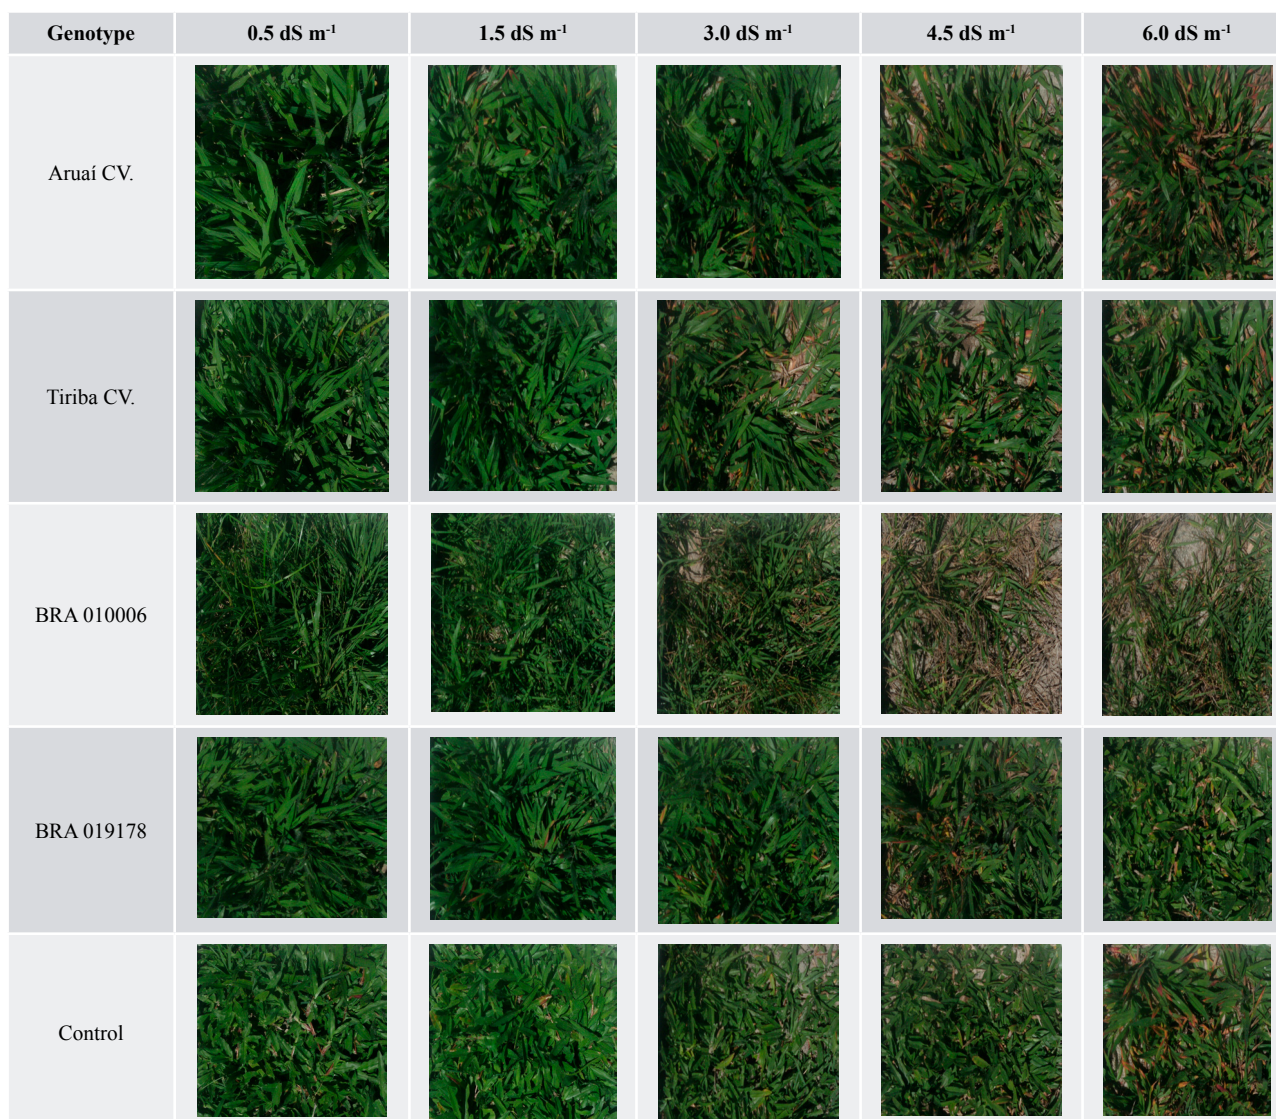 Genotype 0.5 dS m-1 1.5 dS m-1 3.0 dS m-1 4.5 dS m-1 6.0 dS m-1
Aruaí CV.
Tiriba CV.
BRA 010006
BRA 019178
Control